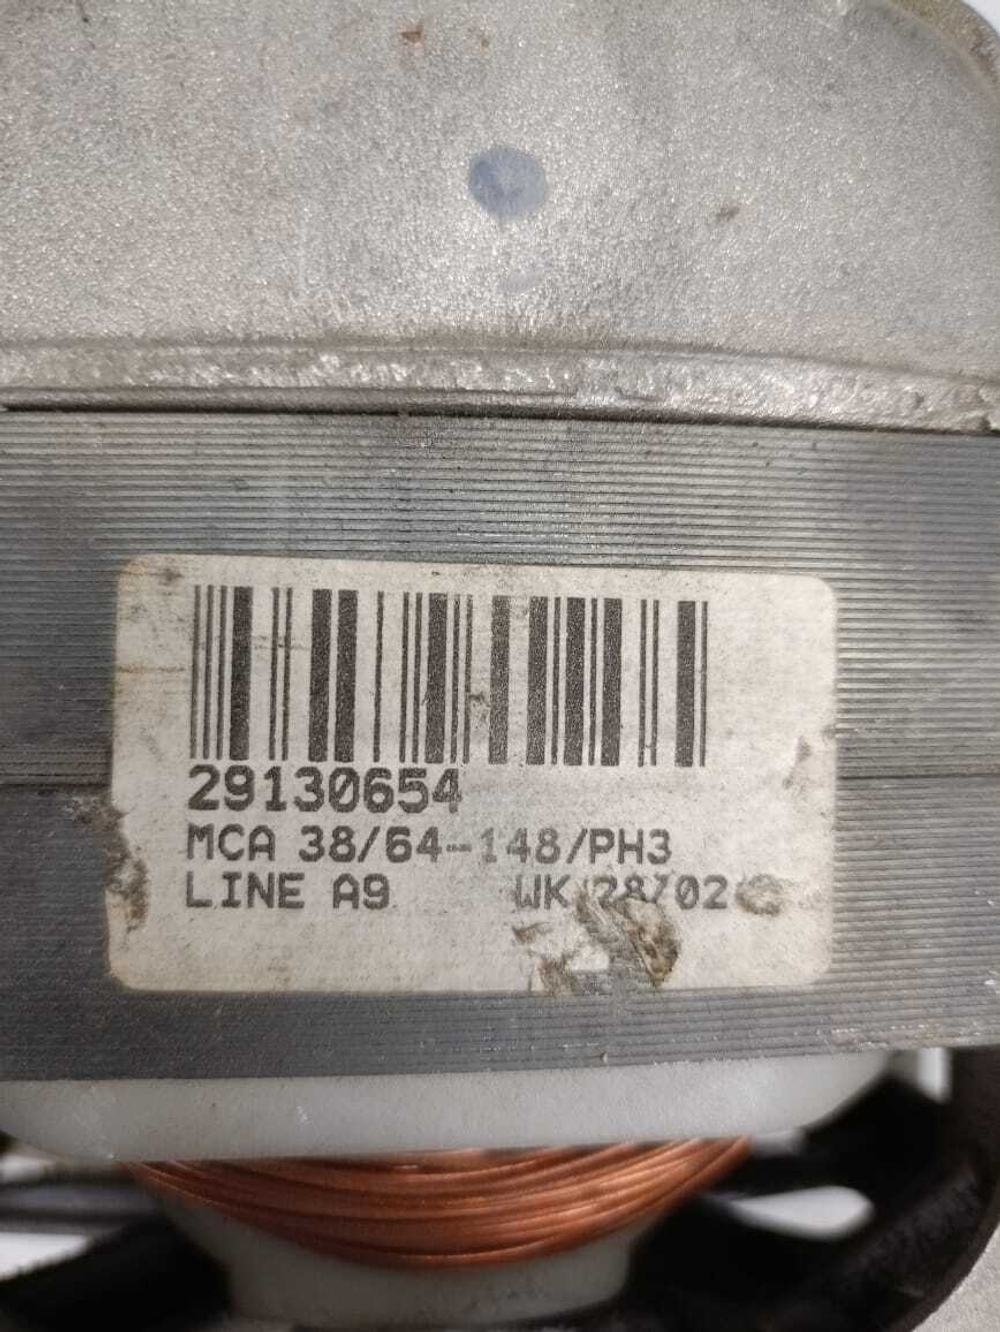 29130654
MCA 38/64-148/PH3
LINE A9 WK 28/02